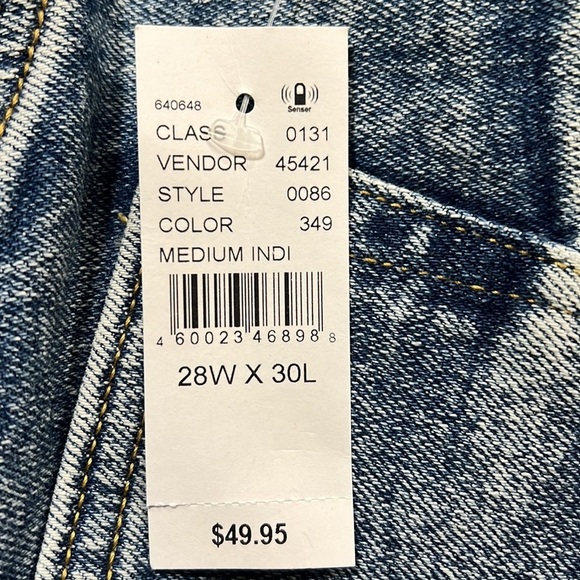 640648
Senser
CLASS 0131
VENDOR 45421
STYLE 0086
COLOR 349
MEDIUM INDI
4 60023 46898 8
28W X 30L
$49.95